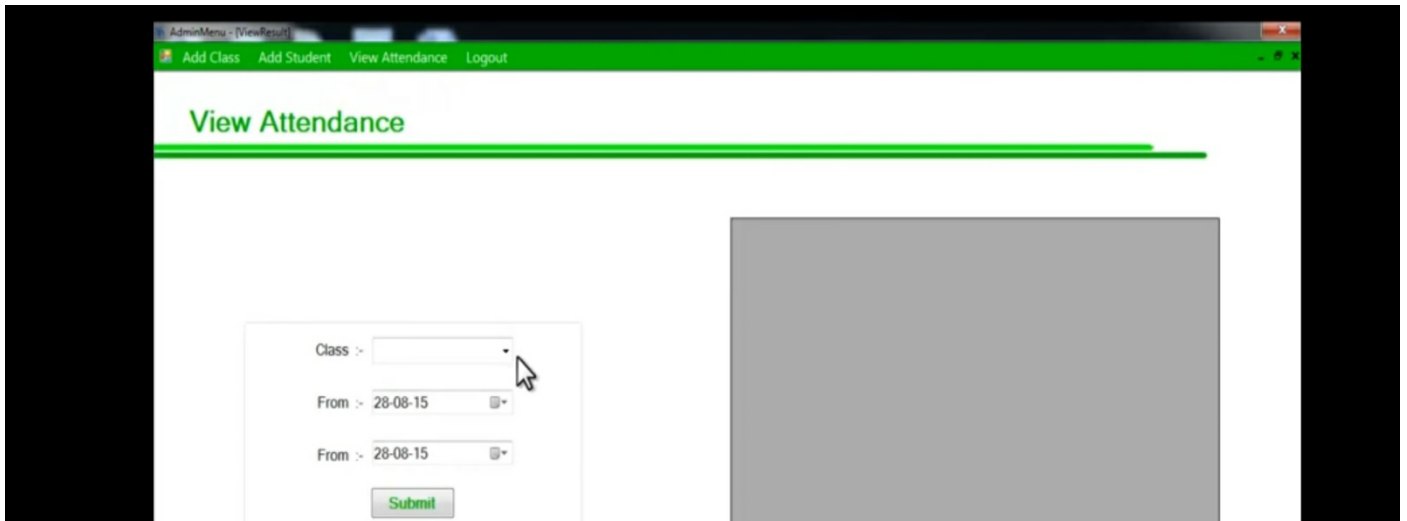 AdminMenu - [ViewResult]
Add Class Add Student View Attendance Logout
View Attendance
Class :-
From :- 28-08-15
From :- 28-08-15
Submit